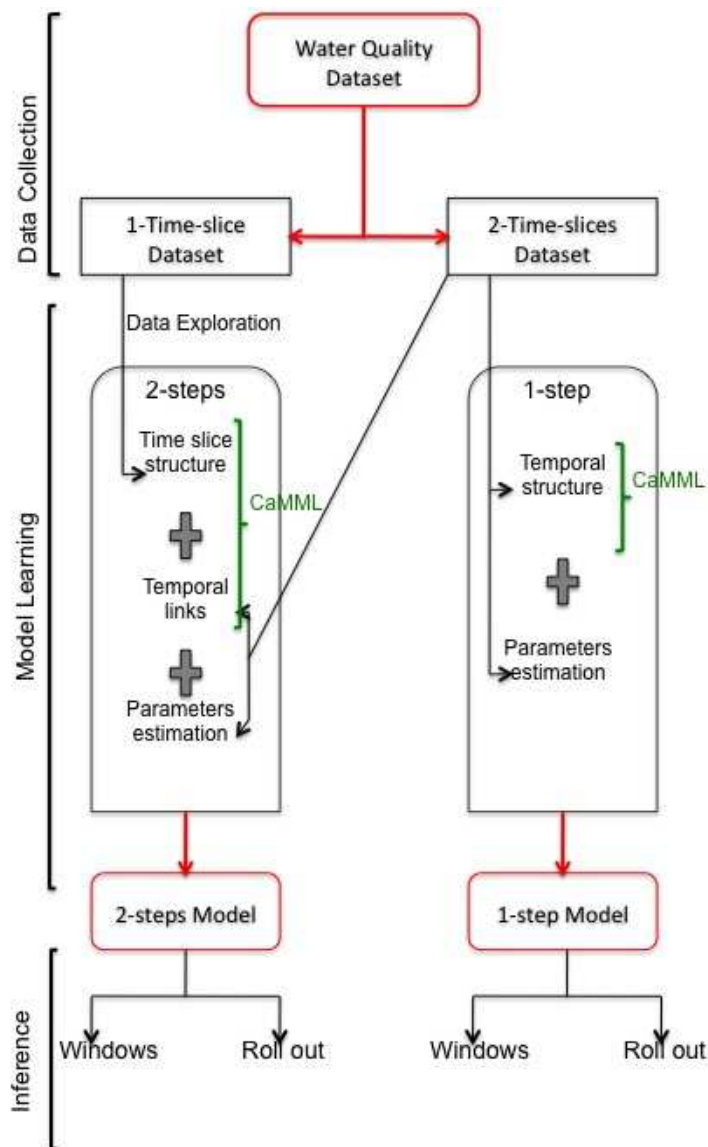 Data Collection
Water Quality
Dataset
1-Time-slice
Dataset
2-Time-slices
Dataset
Model Learning
Data Exploration
2-steps
Time slice
structure
CaMML
Temporal
links
Parameters
estimation
1-step
Temporal
structure
CaMML
Parameters
estimation
2-steps Model
1-step Model
Inference
Windows
Roll out
Windows
Roll out